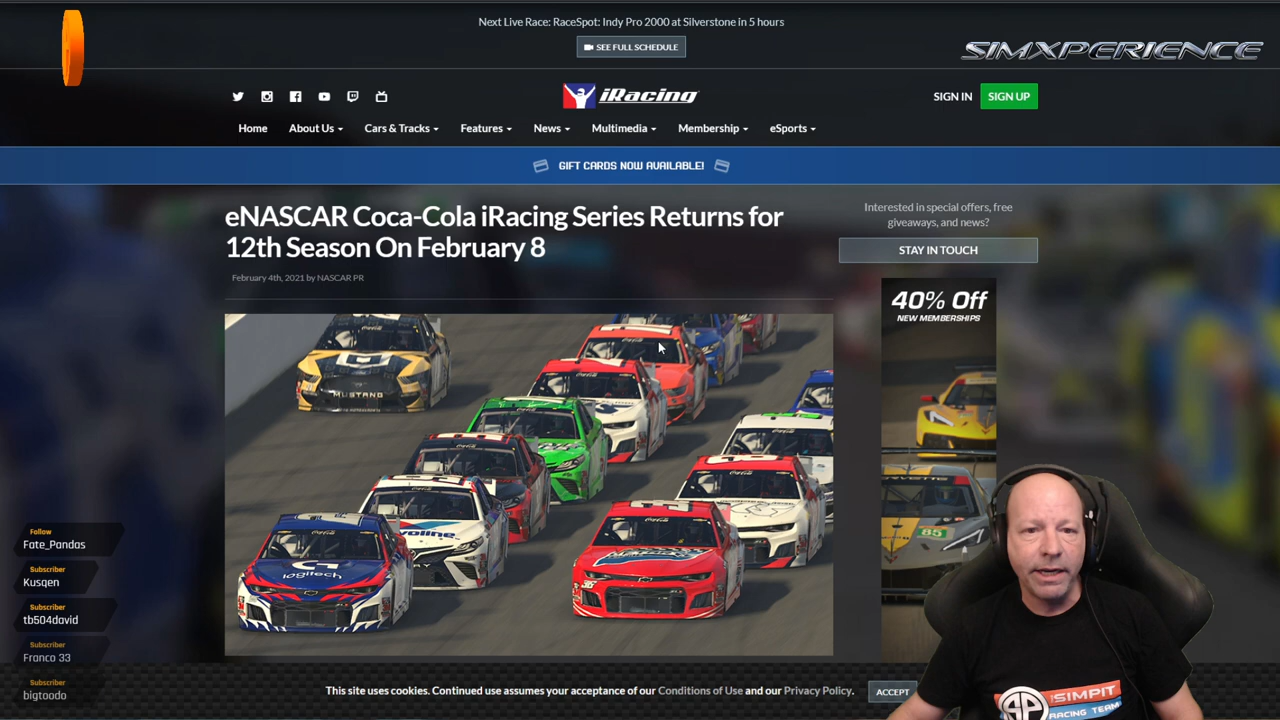 Next Live Race: RaceSpot: Indy Pro 2000 at Silverstone in 5 hours
SEE FULL SCHEDULE
SIMXPERIENCE
iRacing
SIGN IN
SIGN UP
Home
About Us
Cars & Tracks
Features
News
Multimedia
Membership
eSports
GIFT CARDS NOW AVAILABLE!
eNASCAR Coca-Cola iRacing Series Returns for
12th Season On February 8
February 4th, 2021 by NASCAR PR
Interested in special offers, free
giveaways, and news?
STAY IN TOUCH
40% Off
NEW MEMBERSHIPS
MUSTANG
logitech
85
Follow
Fate_Pandas
Subscriber
Kusqen
Subscriber
tb504david
Subscriber
Franco 33
Subscriber
bigtoodo
This site uses cookies. Continued use assumes your acceptance of our Conditions of Use and our Privacy Policy.
ACCEPT
SIMPIT
RACING TEAM